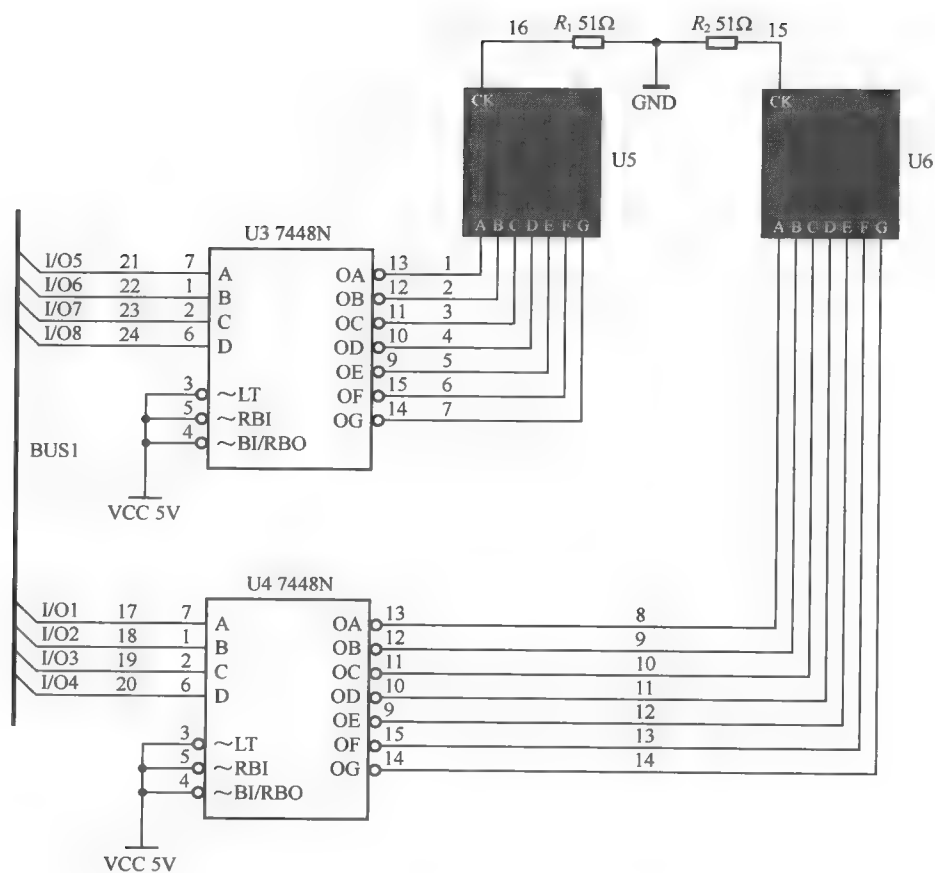 16 R₁ 51Ω R₂ 51Ω 15
GND
CK
U5
A B C D E F G
CK
U6
A B C D E F G
BUS1
U3 7448N
I/O5 21 7 A
I/O6 22 1 B
I/O7 23 2 C
I/O8 24 6 D
3 ~LT
5 ~RBI
4 ~BI/RBO
OA 13 1
OB 12 2
OC 11 3
OD 10 4
OE 9 5
OF 15 6
OG 14 7
VCC 5V
U4 7448N
I/O1 17 7 A
I/O2 18 1 B
I/O3 19 2 C
I/O4 20 6 D
3 ~LT
5 ~RBI
4 ~BI/RBO
OA 13 8
OB 12 9
OC 11 10
OD 10 11
OE 9 12
OF 15 13
OG 14 14
VCC 5V